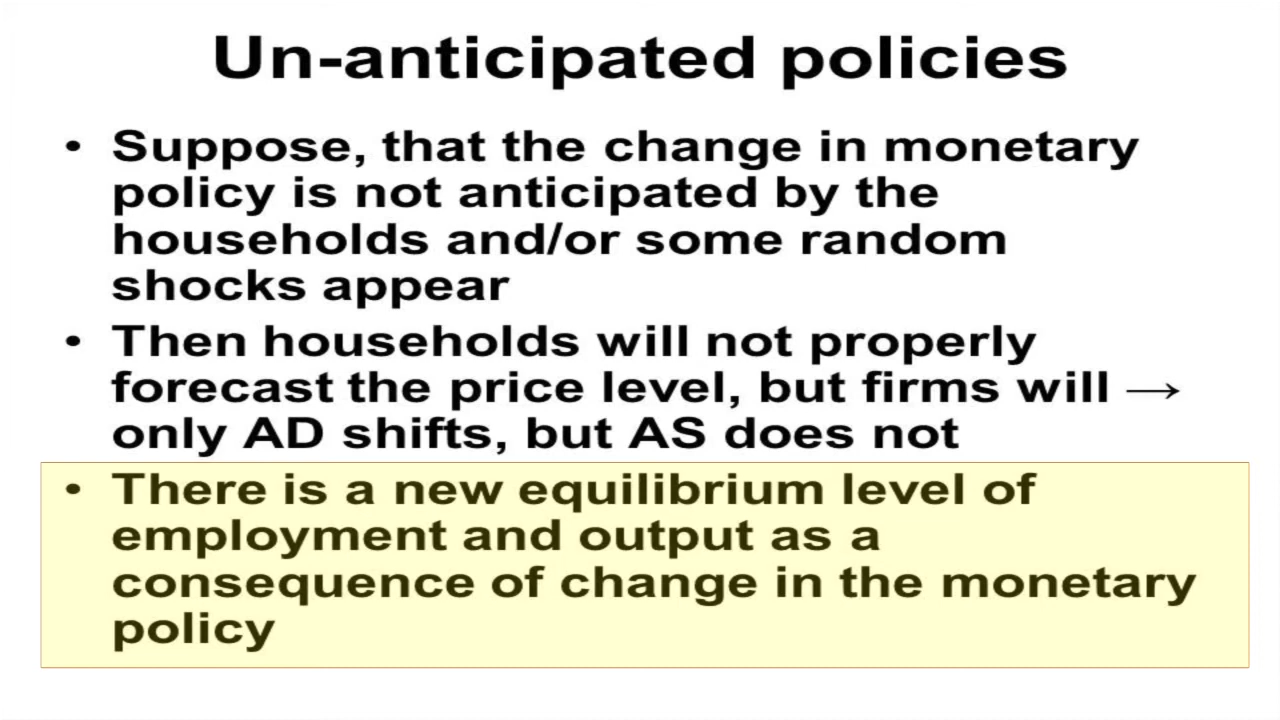 Un-anticipated policies
• Suppose, that the change in monetary
policy is not anticipated by the
households and/or some random
shocks appear
• Then households will not properly
forecast the price level, but firms will →
only AD shifts, but AS does not
• There is a new equilibrium level of
employment and output as a
consequence of change in the monetary
policy